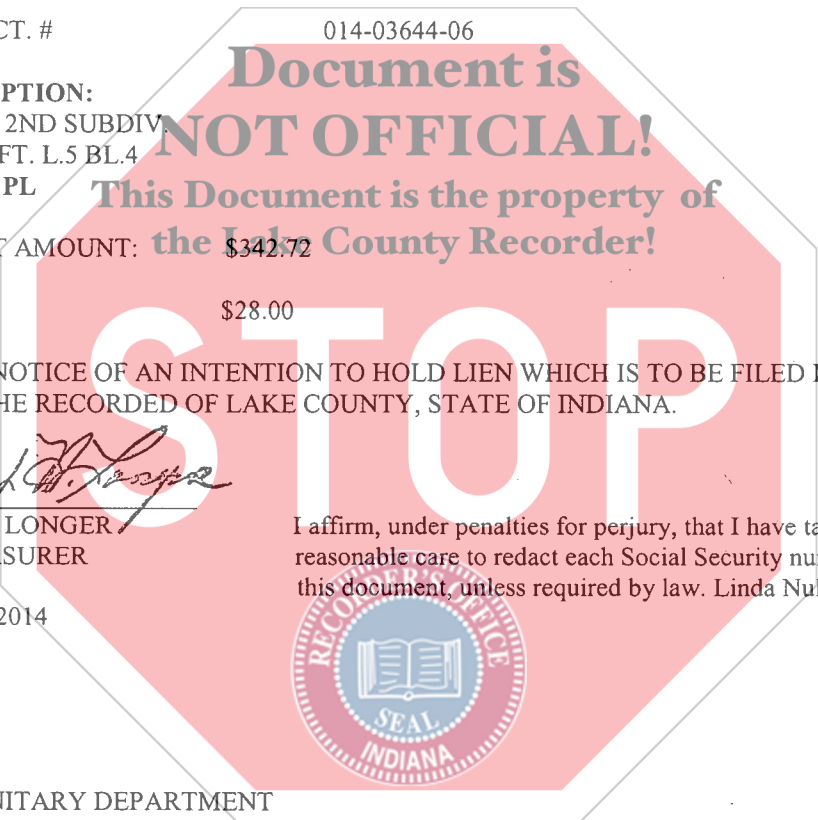 CT. # 014-03644-06
Document is
PTION:
2ND SUBDIV.
NOT OFFICIAL!
FT. L.5 BL.4
PL
This Document is the property of
T AMOUNT: $342.72
the Lake County Recorder!
$28.00
STOP
NOTICE OF AN INTENTION TO HOLD LIEN WHICH IS TO BE FILED
HE RECORDED OF LAKE COUNTY, STATE OF INDIANA.
LONGER
SURER
I affirm, under penalties for perjury, that I have ta
reasonable care to redact each Social Security nu
this document, unless required by law. Linda Nu
2014
RECORDER'S OFFICE
SEAL
INDIANA
NITARY DEPARTMENT